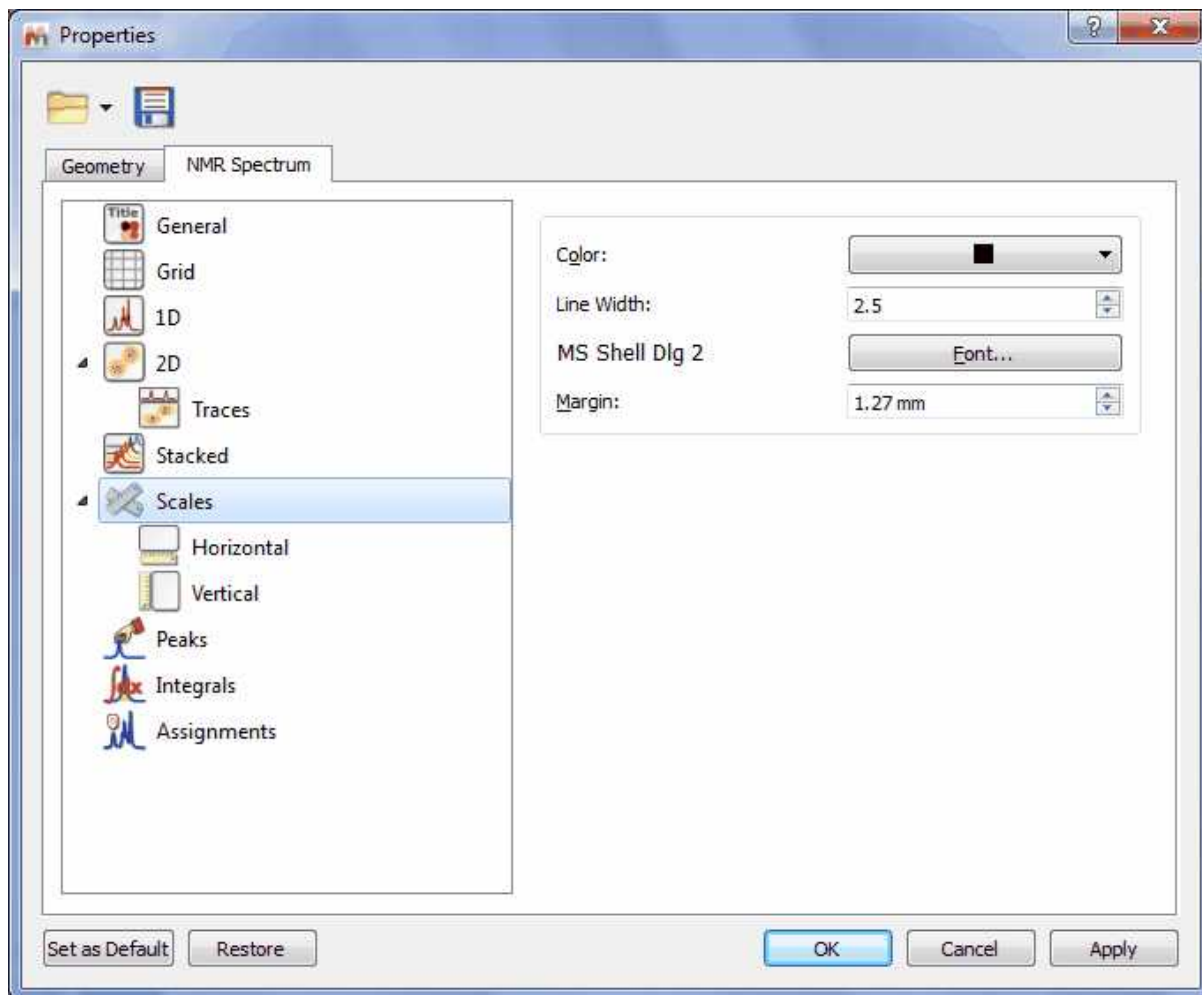 Properties
Geometry
NMR Spectrum
Title
General
Grid
1D
2D
Traces
Stacked
Scales
Horizontal
Vertical
Peaks
Integrals
Assignments
Color:
Line Width:
2.5
MS Shell Dlg 2
Font...
Margin:
1.27 mm
Set as Default
Restore
OK
Cancel
Apply